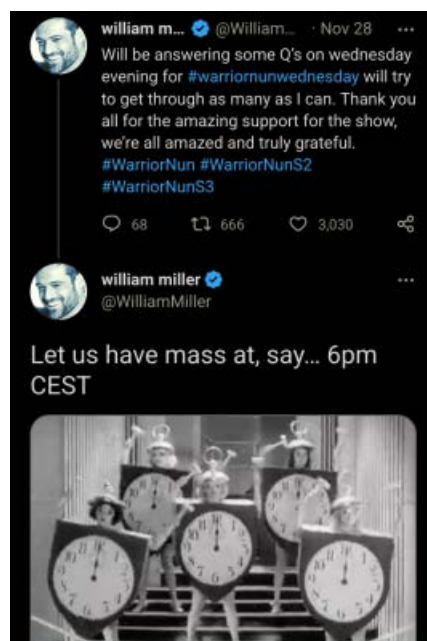 william m... @William... · Nov 28
Will be answering some Q's on wednesday
evening for #warriornunwednesday will try
to get through as many as I can. Thank you
all for the amazing support for the show,
we're all amazed and truly grateful.
#WarriorNun #WarriorNunS2
#WarriorNunS3
68 666 3,030
william miller
@WilliamMiller
Let us have mass at, say... 6pm
CEST